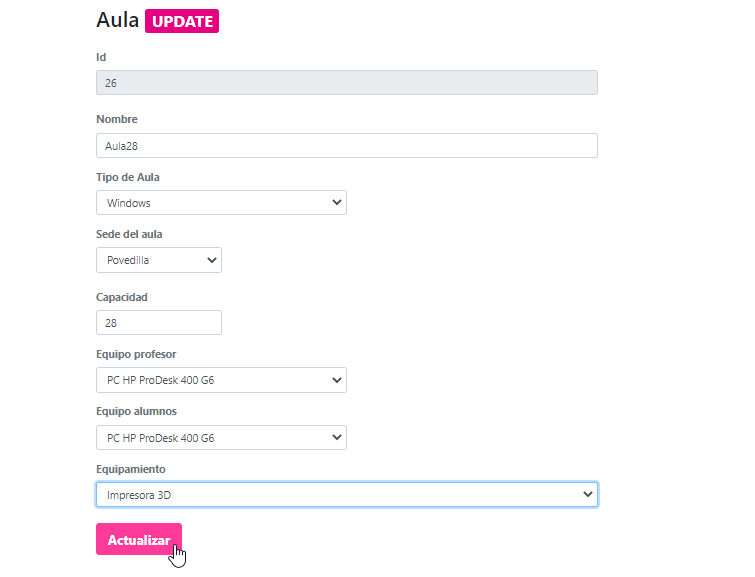 Aula UPDATE
Id
26
Nombre
Aula28
Tipo de Aula
Windows
Sede del aula
Povedilla
Capacidad
28
Equipo profesor
PC HP ProDesk 400 G6
Equipo alumnos
PC HP ProDesk 400 G6
Equipamiento
Impresora 3D
Actualizar